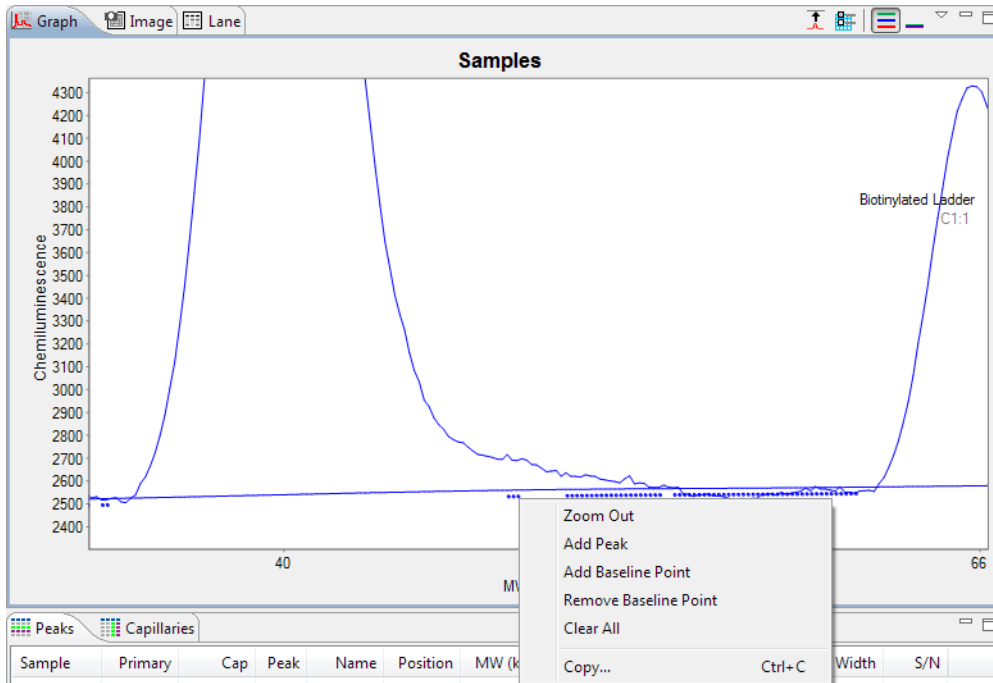 Graph Image Lane
Samples
4300
4200
4100
4000
3900
3800
3700
3600
3500
3400
3300
3200
3100
3000
2900
2800
2700
2600
2500
2400
Chemiluminescence
Biotinylated Ladder
C1:1
40
66
Zoom Out
Add Peak
Add Baseline Point
Remove Baseline Point
Clear All
Copy... Ctrl+C
Peaks Capillaries
Sample Primary Cap Peak Name Position MW (k Width S/N